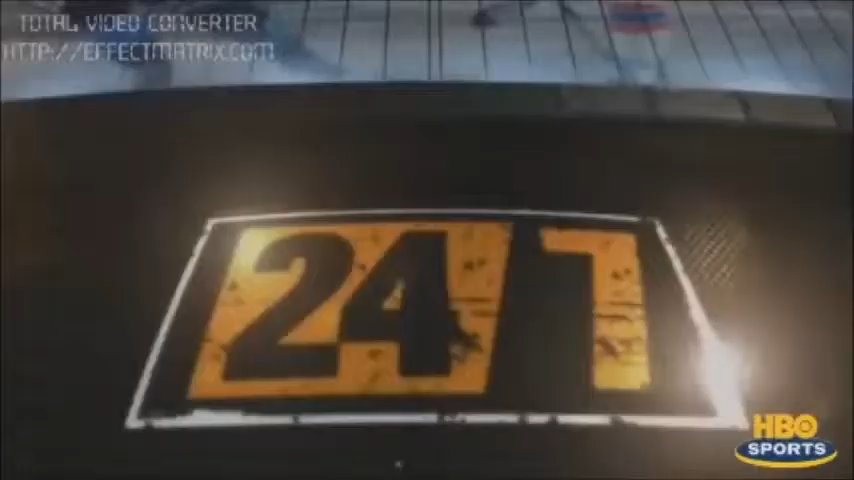 TOTAL VIDEO CONVERTER
HTTP://EFFECTMATRIX.COM
24/7
HBO
SPORTS